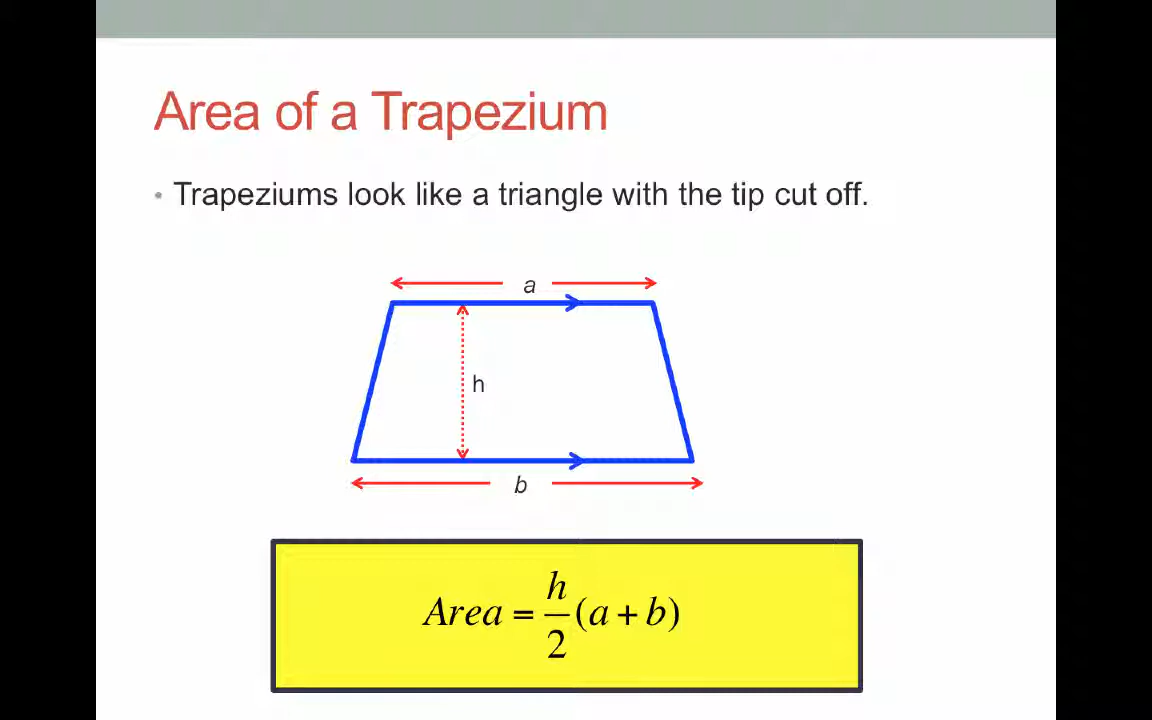 Area of a Trapezium
• Trapeziums look like a triangle with the tip cut off.
a
h
b
Area = h/2 (a + b)